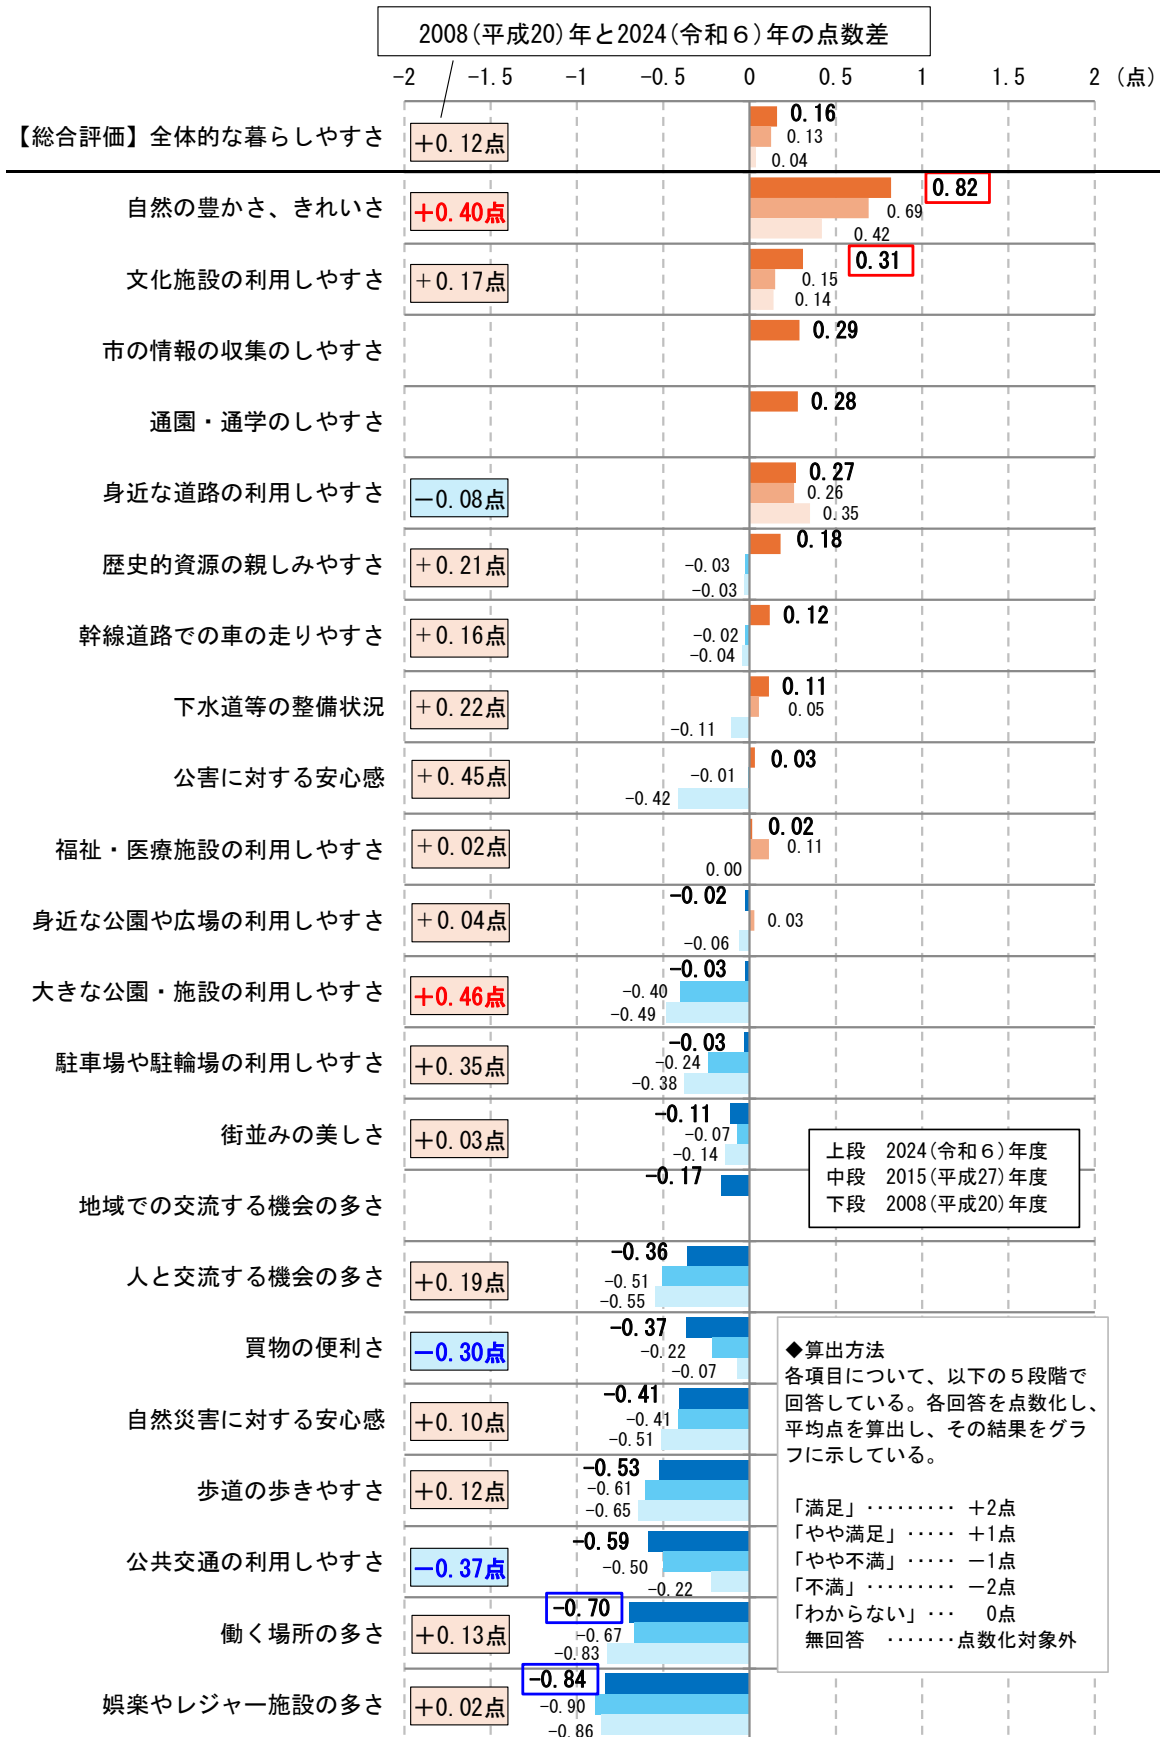 2008(平成20)年と2024(令和６)年の点数差
-2 -1.5 -1 -0.5 0 0.5 1 1.5 2 (点)
【総合評価】全体的な暮らしやすさ
+0.12点
0.16
0.13
0.04
自然の豊かさ、きれいさ
+0.40点
0.82
0.69
0.42
文化施設の利用しやすさ
+0.17点
0.31
0.15
0.14
市の情報の収集のしやすさ
0.29
通園・通学のしやすさ
0.28
身近な道路の利用しやすさ
－0.08点
0.27
0.26
0.35
歴史的資源の親しみやすさ
+0.21点
0.18
-0.03
-0.03
幹線道路での車の走りやすさ
+0.16点
0.12
-0.02
-0.04
下水道等の整備状況
+0.22点
0.11
0.05
-0.11
公害に対する安心感
+0.45点
0.03
-0.01
-0.42
福祉・医療施設の利用しやすさ
+0.02点
0.02
0.11
0.00
身近な公園や広場の利用しやすさ
+0.04点
-0.02
0.03
-0.06
大きな公園・施設の利用しやすさ
+0.46点
-0.03
-0.40
-0.49
駐車場や駐輪場の利用しやすさ
+0.35点
-0.03
-0.24
-0.38
街並みの美しさ
+0.03点
-0.11
-0.07
-0.14
上段　2024(令和６)年度
中段　2015(平成27)年度
下段　2008(平成20)年度
地域での交流する機会の多さ
-0.17
人と交流する機会の多さ
+0.19点
-0.36
-0.51
-0.55
買物の便利さ
－0.30点
-0.37
-0.22
-0.07
自然災害に対する安心感
+0.10点
-0.41
-0.41
-0.51
歩道の歩きやすさ
+0.12点
-0.53
-0.61
-0.65
公共交通の利用しやすさ
－0.37点
-0.59
-0.50
-0.22
働く場所の多さ
+0.13点
-0.70
-0.67
-0.83
娯楽やレジャー施設の多さ
+0.02点
-0.84
-0.90
-0.86
◆算出方法
各項目について、以下の５段階で
回答している。各回答を点数化し、
平均点を算出し、その結果をグラ
フに示している。
「満足」・・・・・・・・・ +2点
「やや満足」・・・・・ +1点
「やや不満」・・・・・ －1点
「不満」・・・・・・・・・ －2点
「わからない」・・・ 0点
無回答 ・・・・・・・点数化対象外